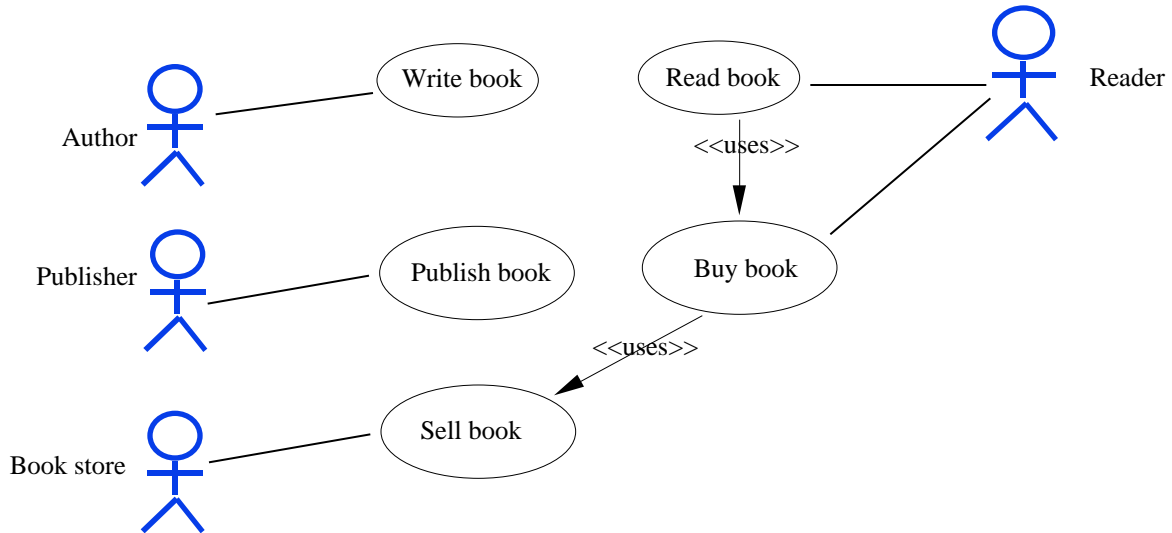 Write book
Read book
Reader
Author
<<uses>>
Publisher
Publish book
Buy book
<<uses>>
Sell book
Book store